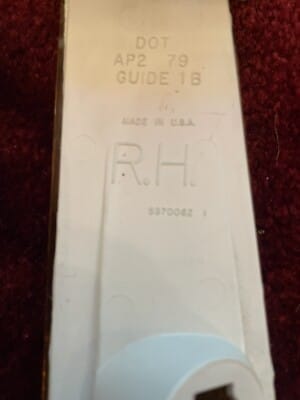 DOT
AP2 79
GUIDE 1B
MADE IN U.S.A.
R.H.
5970062 1